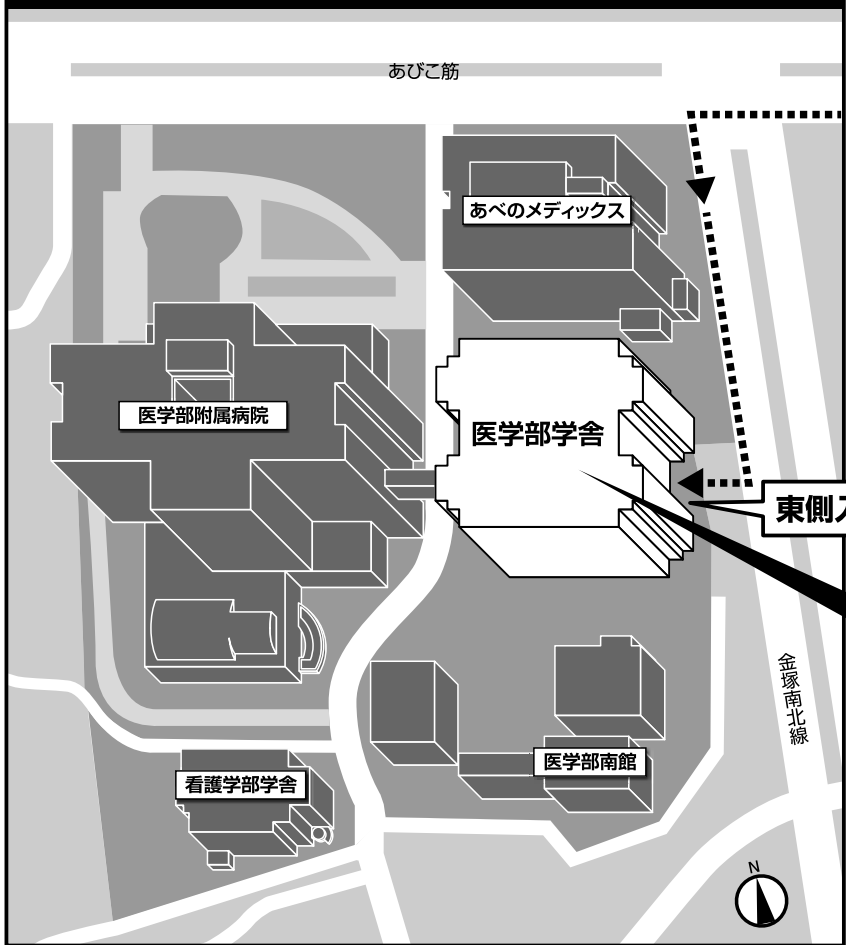 あびこ筋
あべのメディックス
医学部附属病院
医学部学舎
東側
金塚南北線
医学部南館
看護学部学舎
N